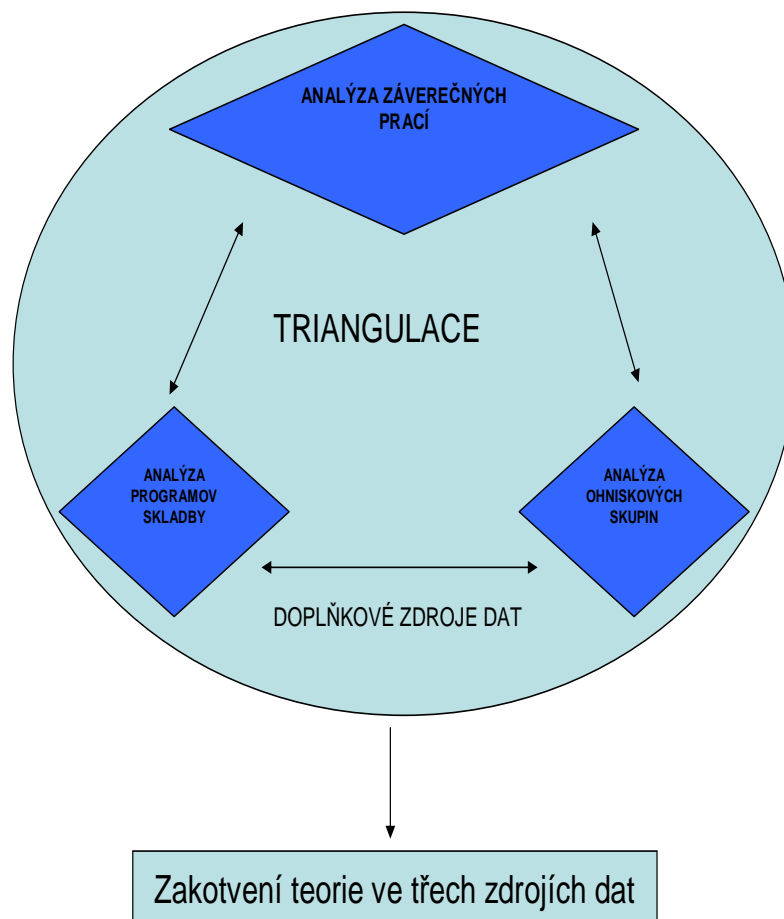 ANALÝZA ZÁVEREČNÝCH
PRACÍ
TRIANGULACE
ANALÝZA
PROGRAMOV
SKLADBY
ANALÝZA
OHNISKOVÝCH
SKUPIN
DOPLŇKOVÉ ZDROJE DAT
Zakotvení teorie ve třech zdrojích dat